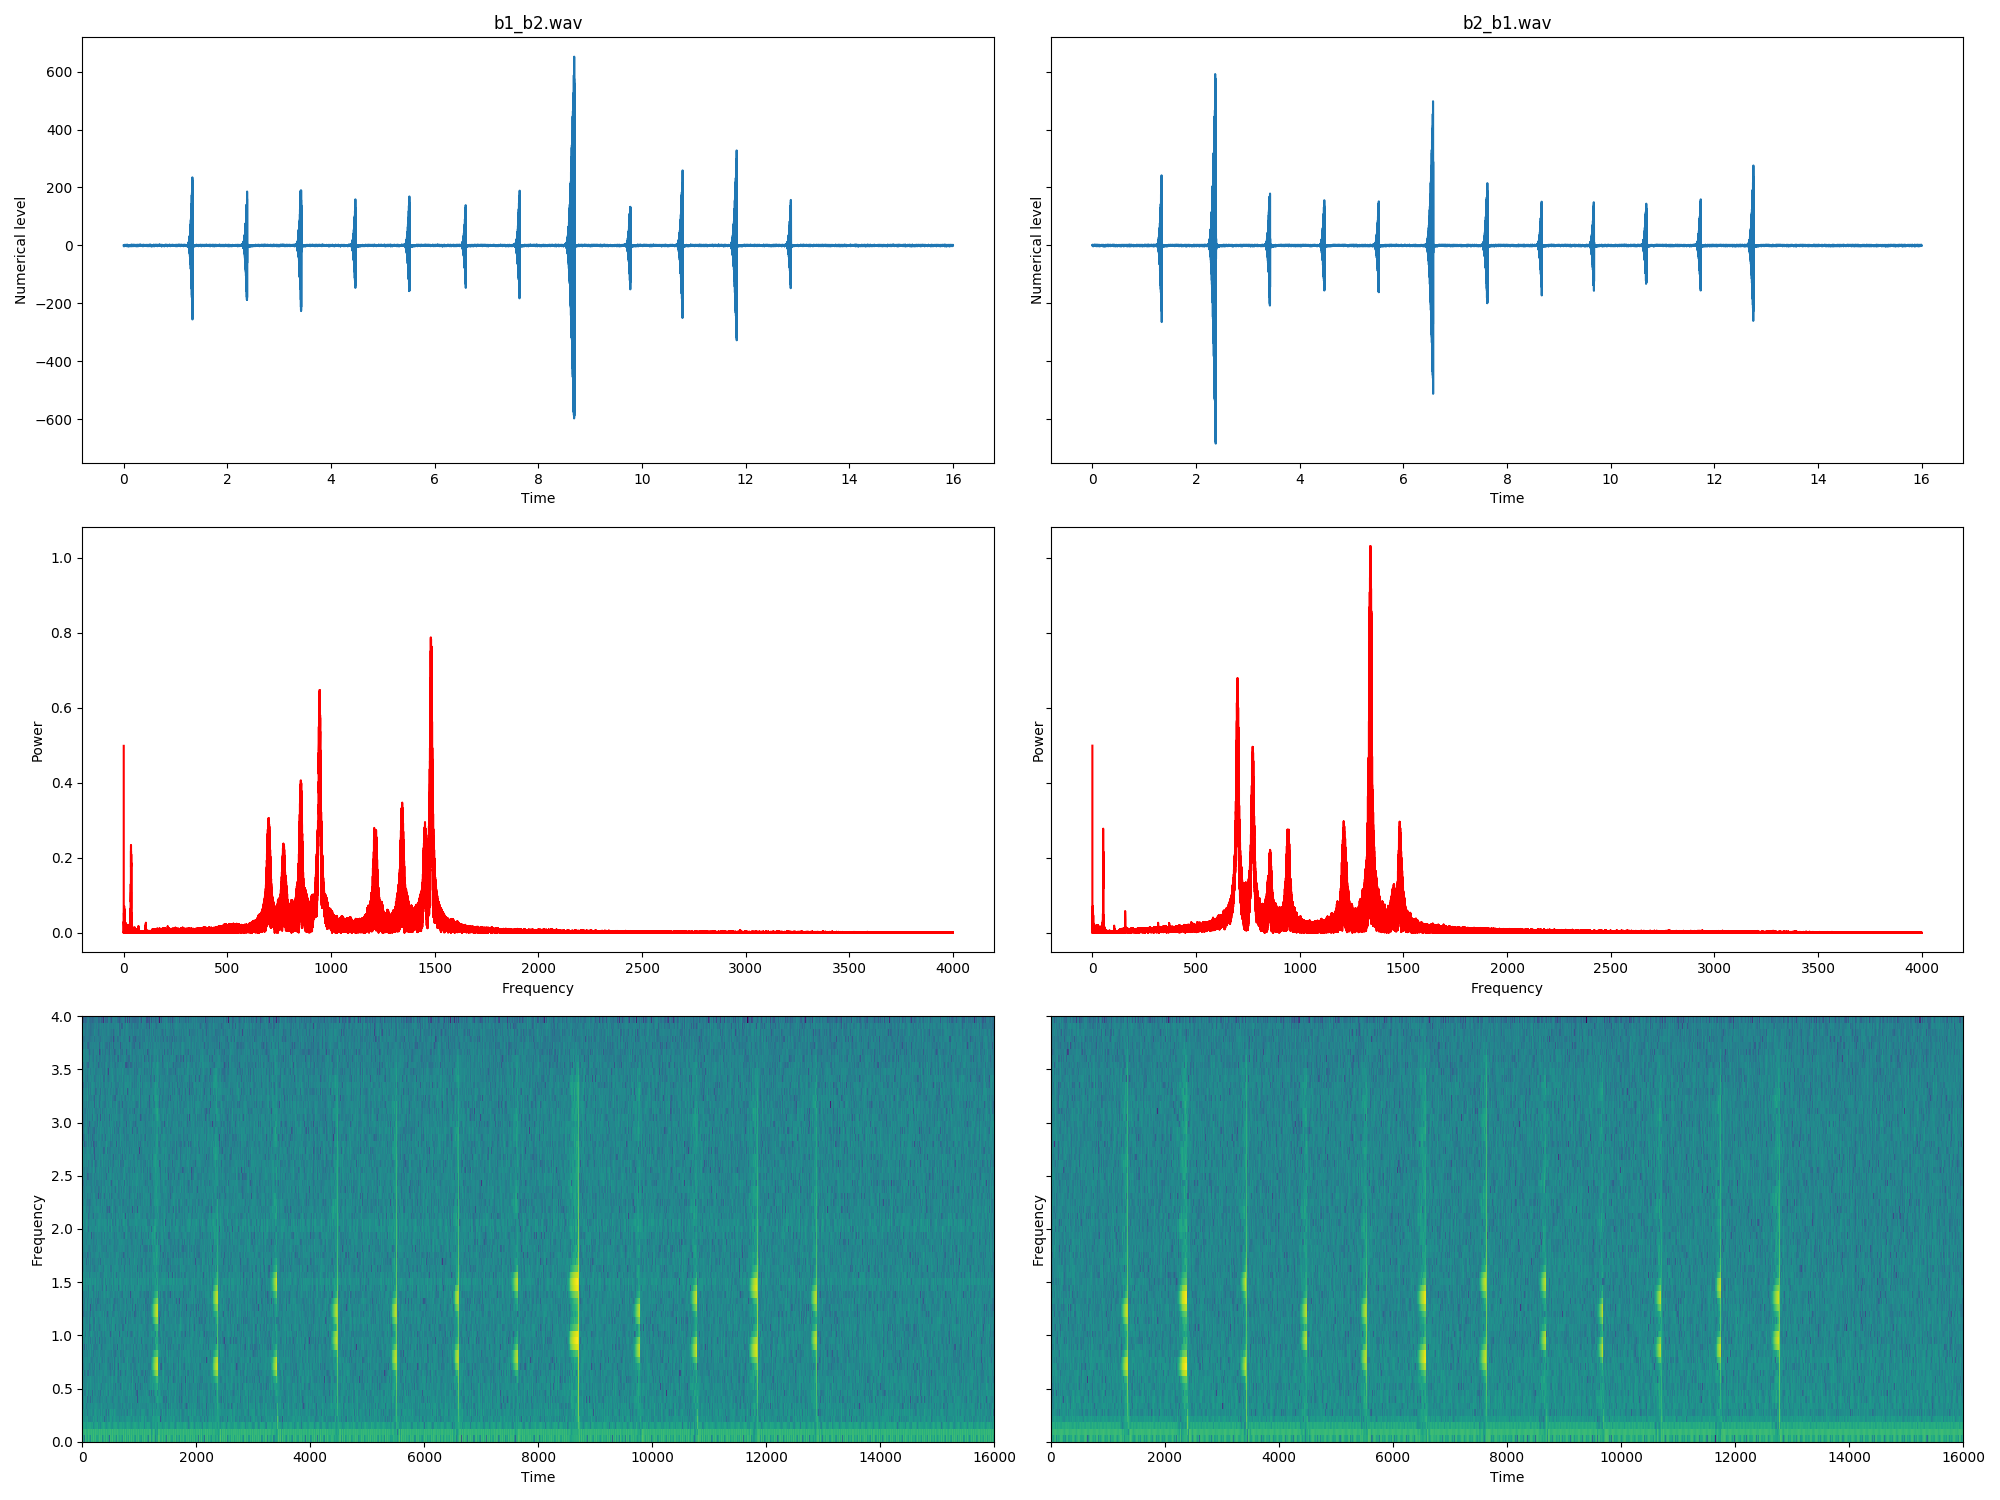 b1_b2.wav
b2_b1.wav
600
400
200
0
−200
−400
−600
Numerical level
Numerical level
0 2 4 6 8 10 12 14 16
0 2 4 6 8 10 12 14 16
Time
Time
1.0
0.8
0.6
0.4
0.2
0.0
Power
Power
0 500 1000 1500 2000 2500 3000 3500 4000
0 500 1000 1500 2000 2500 3000 3500 4000
Frequency
Frequency
4.0
3.5
3.0
2.5
2.0
1.5
1.0
0.5
0.0
Frequency
Frequency
0 2000 4000 6000 8000 10000 12000 14000 16000
0 2000 4000 6000 8000 10000 12000 14000 16000
Time
Time